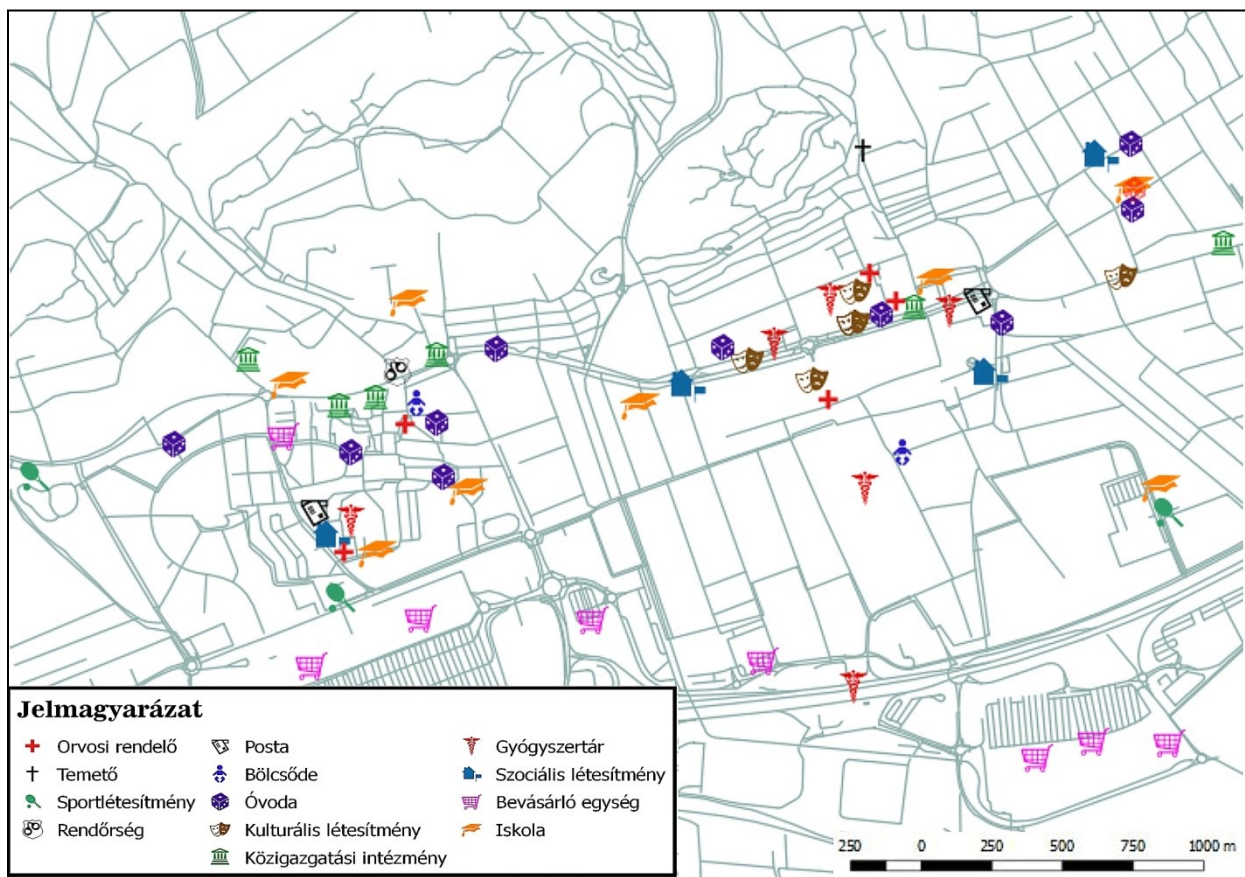 Jelmagyarázat
Orvosi rendelő
Temető
Sportlétesítmény
Rendőrség
Posta
Bölcsőde
Óvoda
Kulturális létesítmény
Közigazgatási intézmény
Gyógyszertár
Szociális létesítmény
Bevásárló egység
Iskola
250 0 250 500 750 1000 m